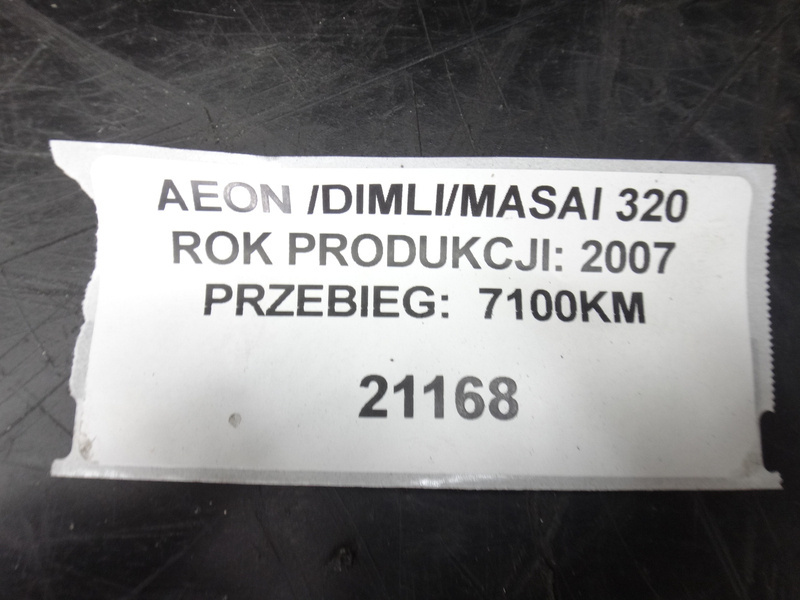 AEON /DIMLI/MASAI 320
ROK PRODUKCJI: 2007
PRZEBIEG: 7100KM
21168